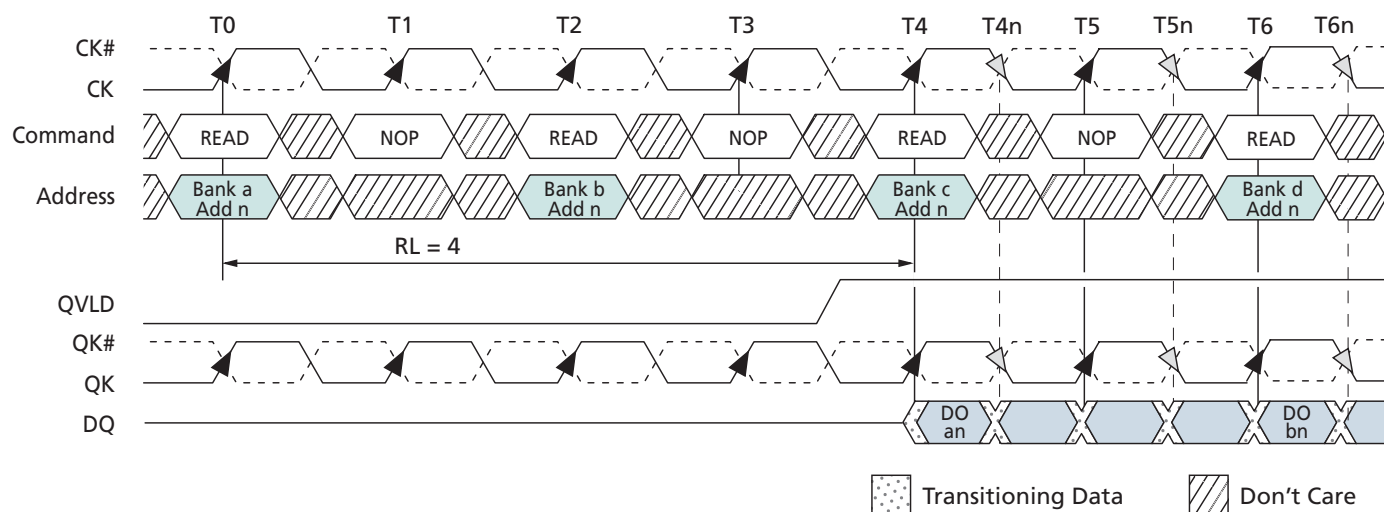 T0 T1 T2 T3 T4 T4n T5 T5n T6 T6n
CK#
CK
Command READ NOP READ NOP READ NOP READ
Address Bank a Add n Bank b Add n Bank c Add n Bank d Add n
RL = 4
QVLD
QK#
QK
DQ DO an DO bn
Transitioning Data Don't Care